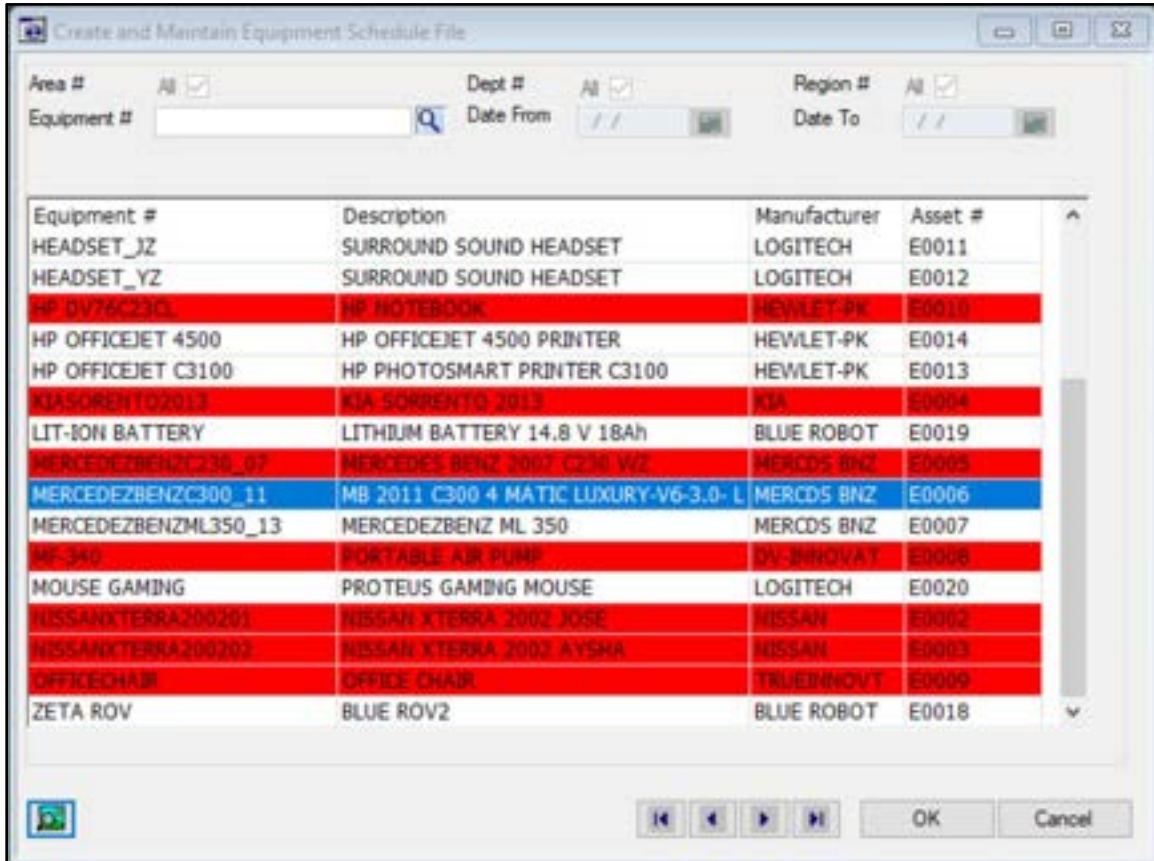 Create and Maintain Equipment Schedule File
Area # All Dept # All Region # All
Equipment # Date From / / Date To / /
Equipment # Description Manufacturer Asset #
HEADSET_JZ SURROUND SOUND HEADSET LOGITECH E0011
HEADSET_YZ SURROUND SOUND HEADSET LOGITECH E0012
HP DV76C23CL HP NOTEBOOK HEWLET-PK E0010
HP OFFICEJET 4500 HP OFFICEJET 4500 PRINTER HEWLET-PK E0014
HP OFFICEJET C3100 HP PHOTOSMART PRINTER C3100 HEWLET-PK E0013
KIASORENTO2013 KIA SORRENTO 2013 KIA E0004
LIT-ION BATTERY LITHIUM BATTERY 14.8 V 18Ah BLUE ROBOT E0019
MERCEDEZBENZC230_07 MERCEDES BENZ 2007 C230 WZ MERCDS BNZ E0005
MERCEDEZBENZC300_11 MB 2011 C300 4 MATIC LUXURY-V6-3.0- L MERCDS BNZ E0006
MERCEDEZBENZML350_13 MERCEDEZBENZ ML 350 MERCDS BNZ E0007
MF-340 PORTABLE AIR PUMP DV-INNOVAT E0008
MOUSE GAMING PROTEUS GAMING MOUSE LOGITECH E0020
NISSANXTERRA200201 NISSAN XTERRA 2002 JOSE NISSAN E0002
NISSANXTERRA200202 NISSAN XTERRA 2002 AYSHA NISSAN E0003
OFFICECHAIR OFFICE CHAIR TRUEINNOVT E0009
ZETA ROV BLUE ROV2 BLUE ROBOT E0018
OK Cancel